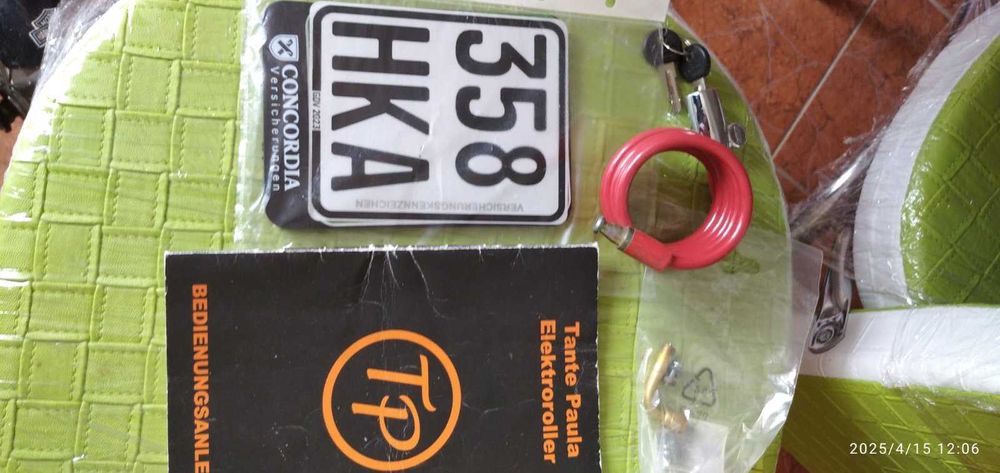 358
HKA
VERSICHERUNGSKENNZEICHEN
GDV 2023
CONCORDIA
Versicherungen
Tante Paula
Elektroroller
TP
BEDIENUNGSANLE
2025/4/15 12:06